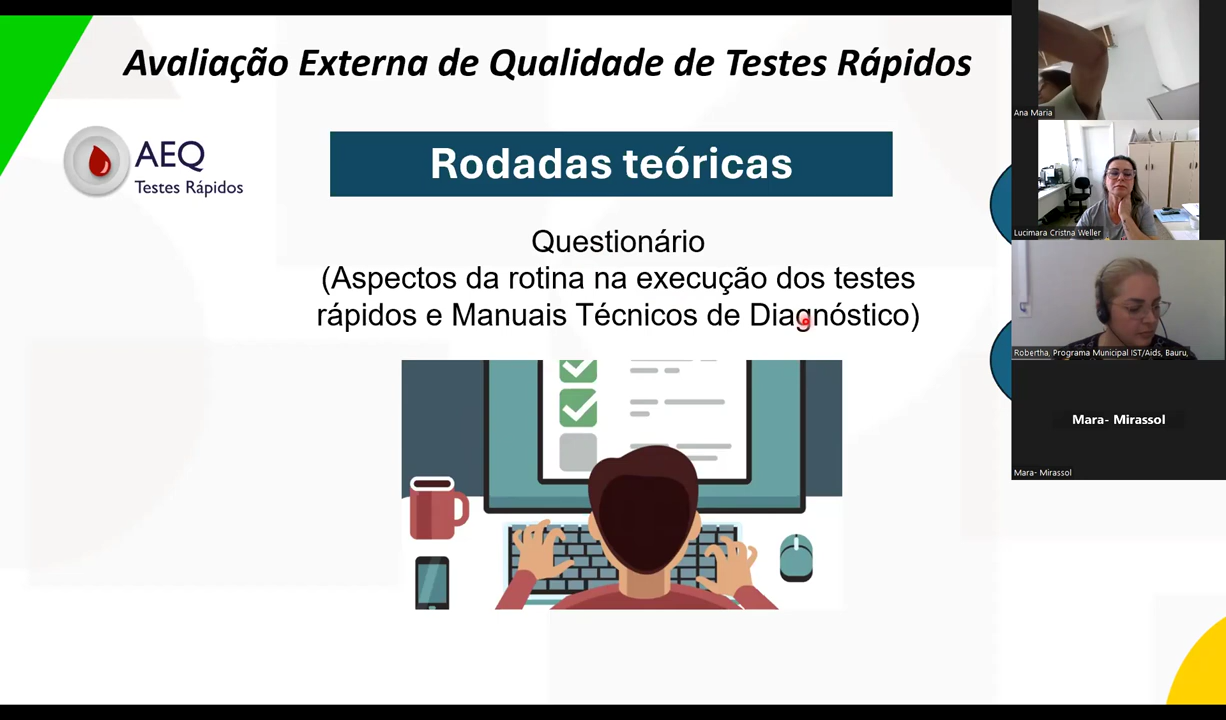 Avaliação Externa de Qualidade de Testes Rápidos
AEQ
Testes Rápidos
Rodadas teóricas
Questionário
(Aspectos da rotina na execução dos testes
rápidos e Manuais Técnicos de Diagnóstico)
Ana Maria
Lucimara Cristna Weller
Robertha, Programa Municipal IST/Aids, Bauru,
Mara- Mirassol
Mara- Mirassol